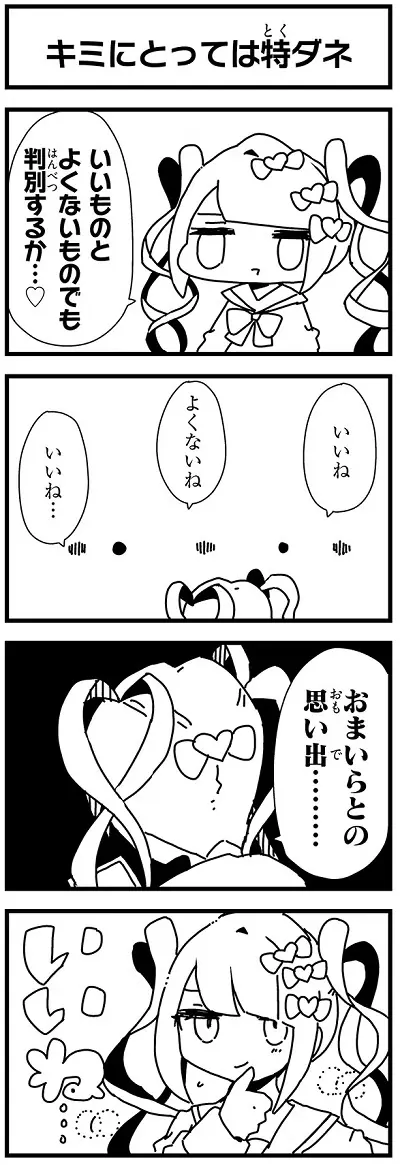 キミにとっては特ダネ
とく
いいものと
よくないものでも
判別するか…♡
はんべつ
いいね
よくないね
いいね…
おまいらとの
思い出………
おも で
いいね…